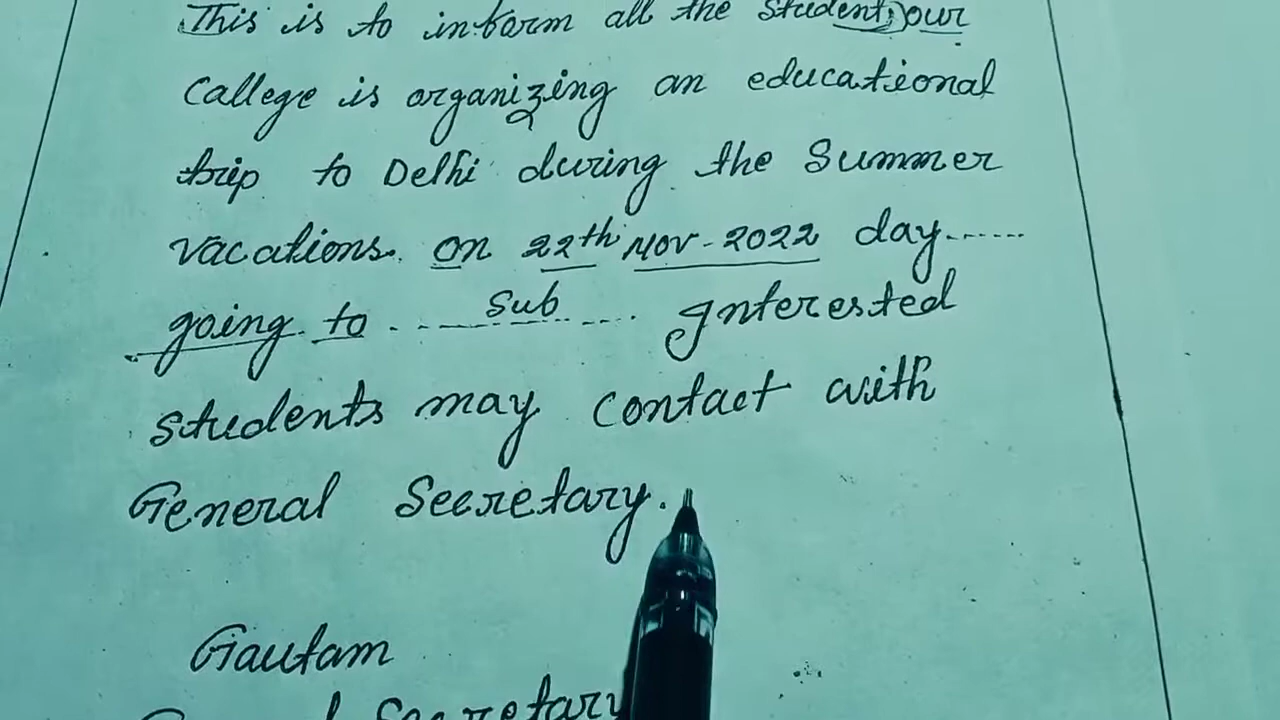 This is to inform all the students, our
College is organizing an educational
trip to Delhi during the Summer
vacations. on 22th Nov-2022 day......
going to ........ Sub ........ Interested
students may contact with
General Secretary.
Gautam
Secretary